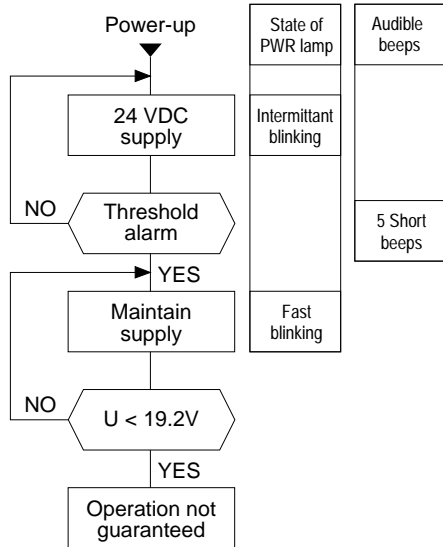 Power-up
State of
PWR lamp
Audible
beeps
24 VDC
supply
Intermittant
blinking
NO
Threshold
alarm
5 Short
beeps
YES
Maintain
supply
Fast
blinking
NO
U < 19.2V
YES
Operation not
guaranteed